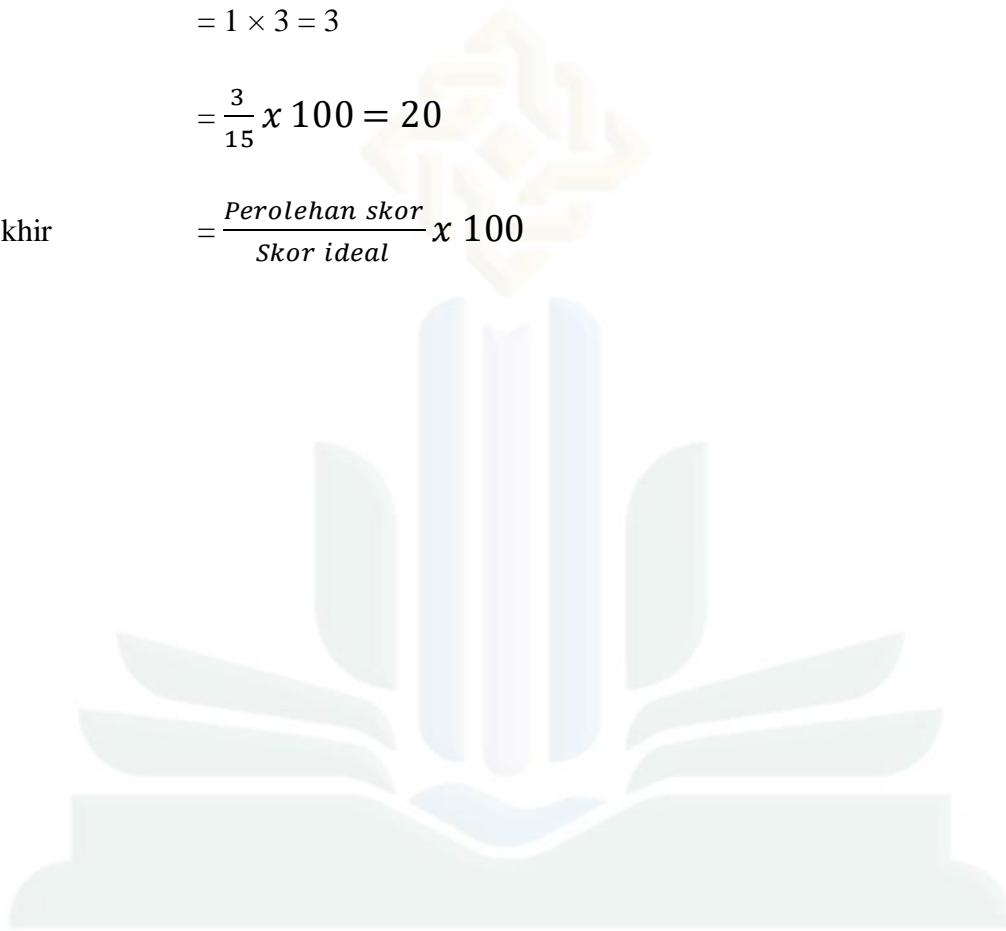 = 1 × 3 = 3
= 3/15 x 100 = 20
khir = Perolehan skor/Skor ideal x 100